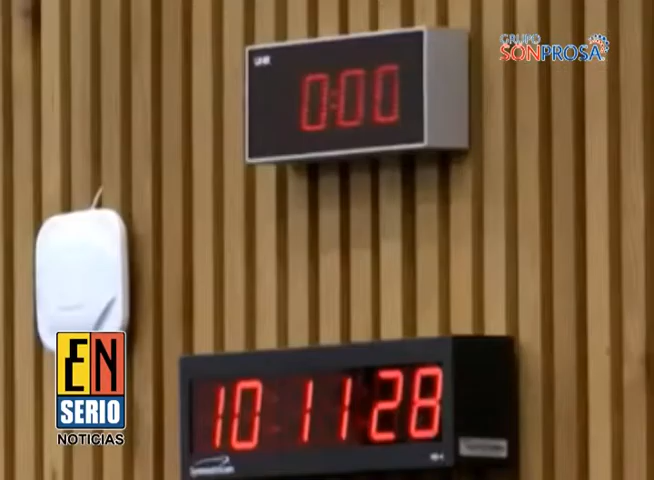 GRUPO
SONPROSA
0:00
10 11 28
EN
SERIO
NOTICIAS